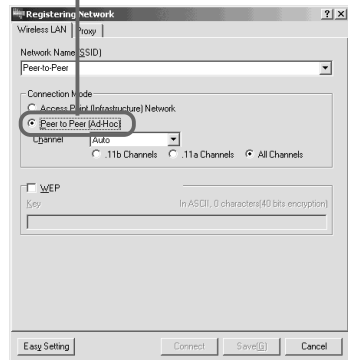 Registering Network
Wireless LAN Proxy
Network Name(SSID)
Peer-to-Peer
Connection Mode
Access Point (Infrastructure) Network
Peer to Peer (Ad-Hoc)
Channel Auto
.11b Channels .11a Channels All Channels
WEP
Key In ASCII, 0 characters(40 bits encryption)
Easy Setting Connect Save(G) Cancel